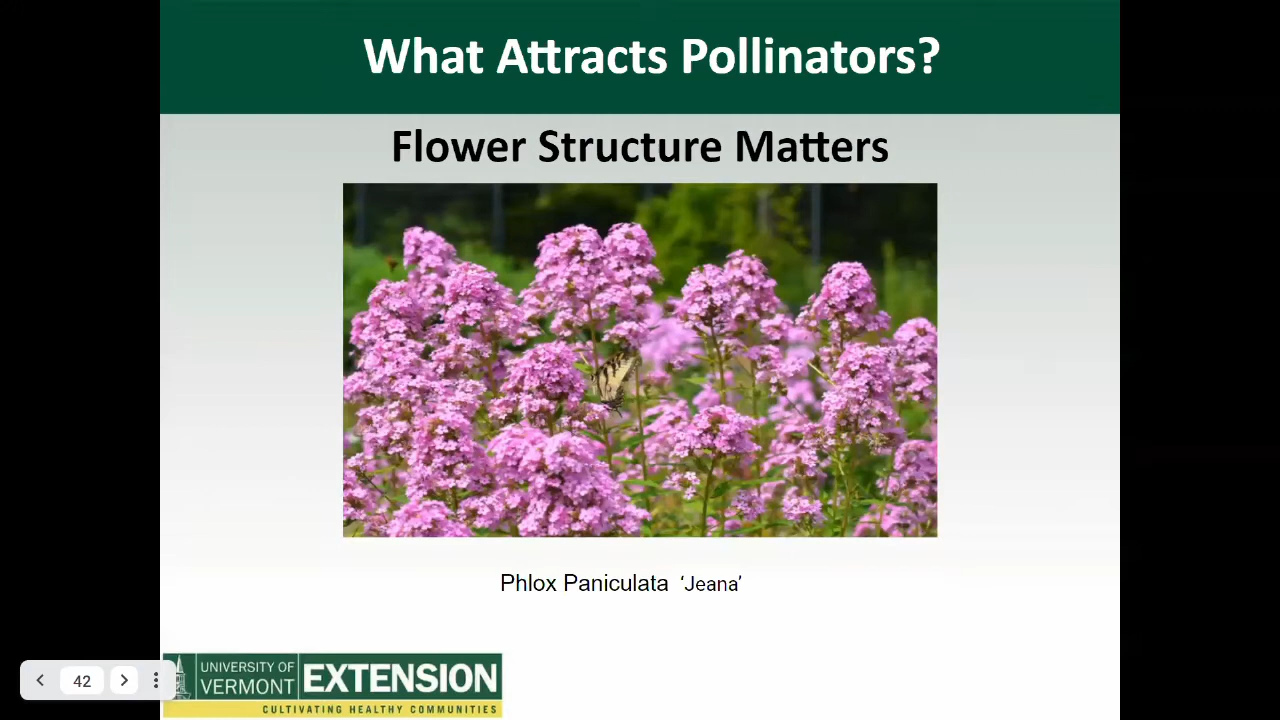 What Attracts Pollinators?
Flower Structure Matters
Phlox Paniculata ‘Jeana’
UNIVERSITY OF
VERMONT
EXTENSION
CULTIVATING HEALTHY COMMUNITIES
42